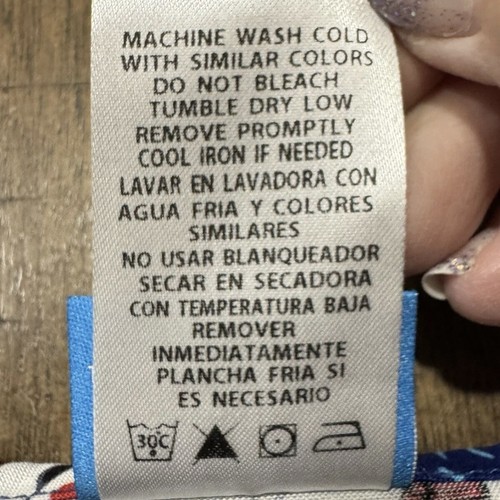 MACHINE WASH COLD
WITH SIMILAR COLORS
DO NOT BLEACH
TUMBLE DRY LOW
REMOVE PROMPTLY
COOL IRON IF NEEDED
LAVAR EN LAVADORA CON
AGUA FRIA Y COLORES
SIMILARES
NO USAR BLANQUEADOR
SECAR EN SECADORA
CON TEMPERATURA BAJA
REMOVER
INMEDIATAMENTE
PLANCHA FRIA SI
ES NECESARIO
30C